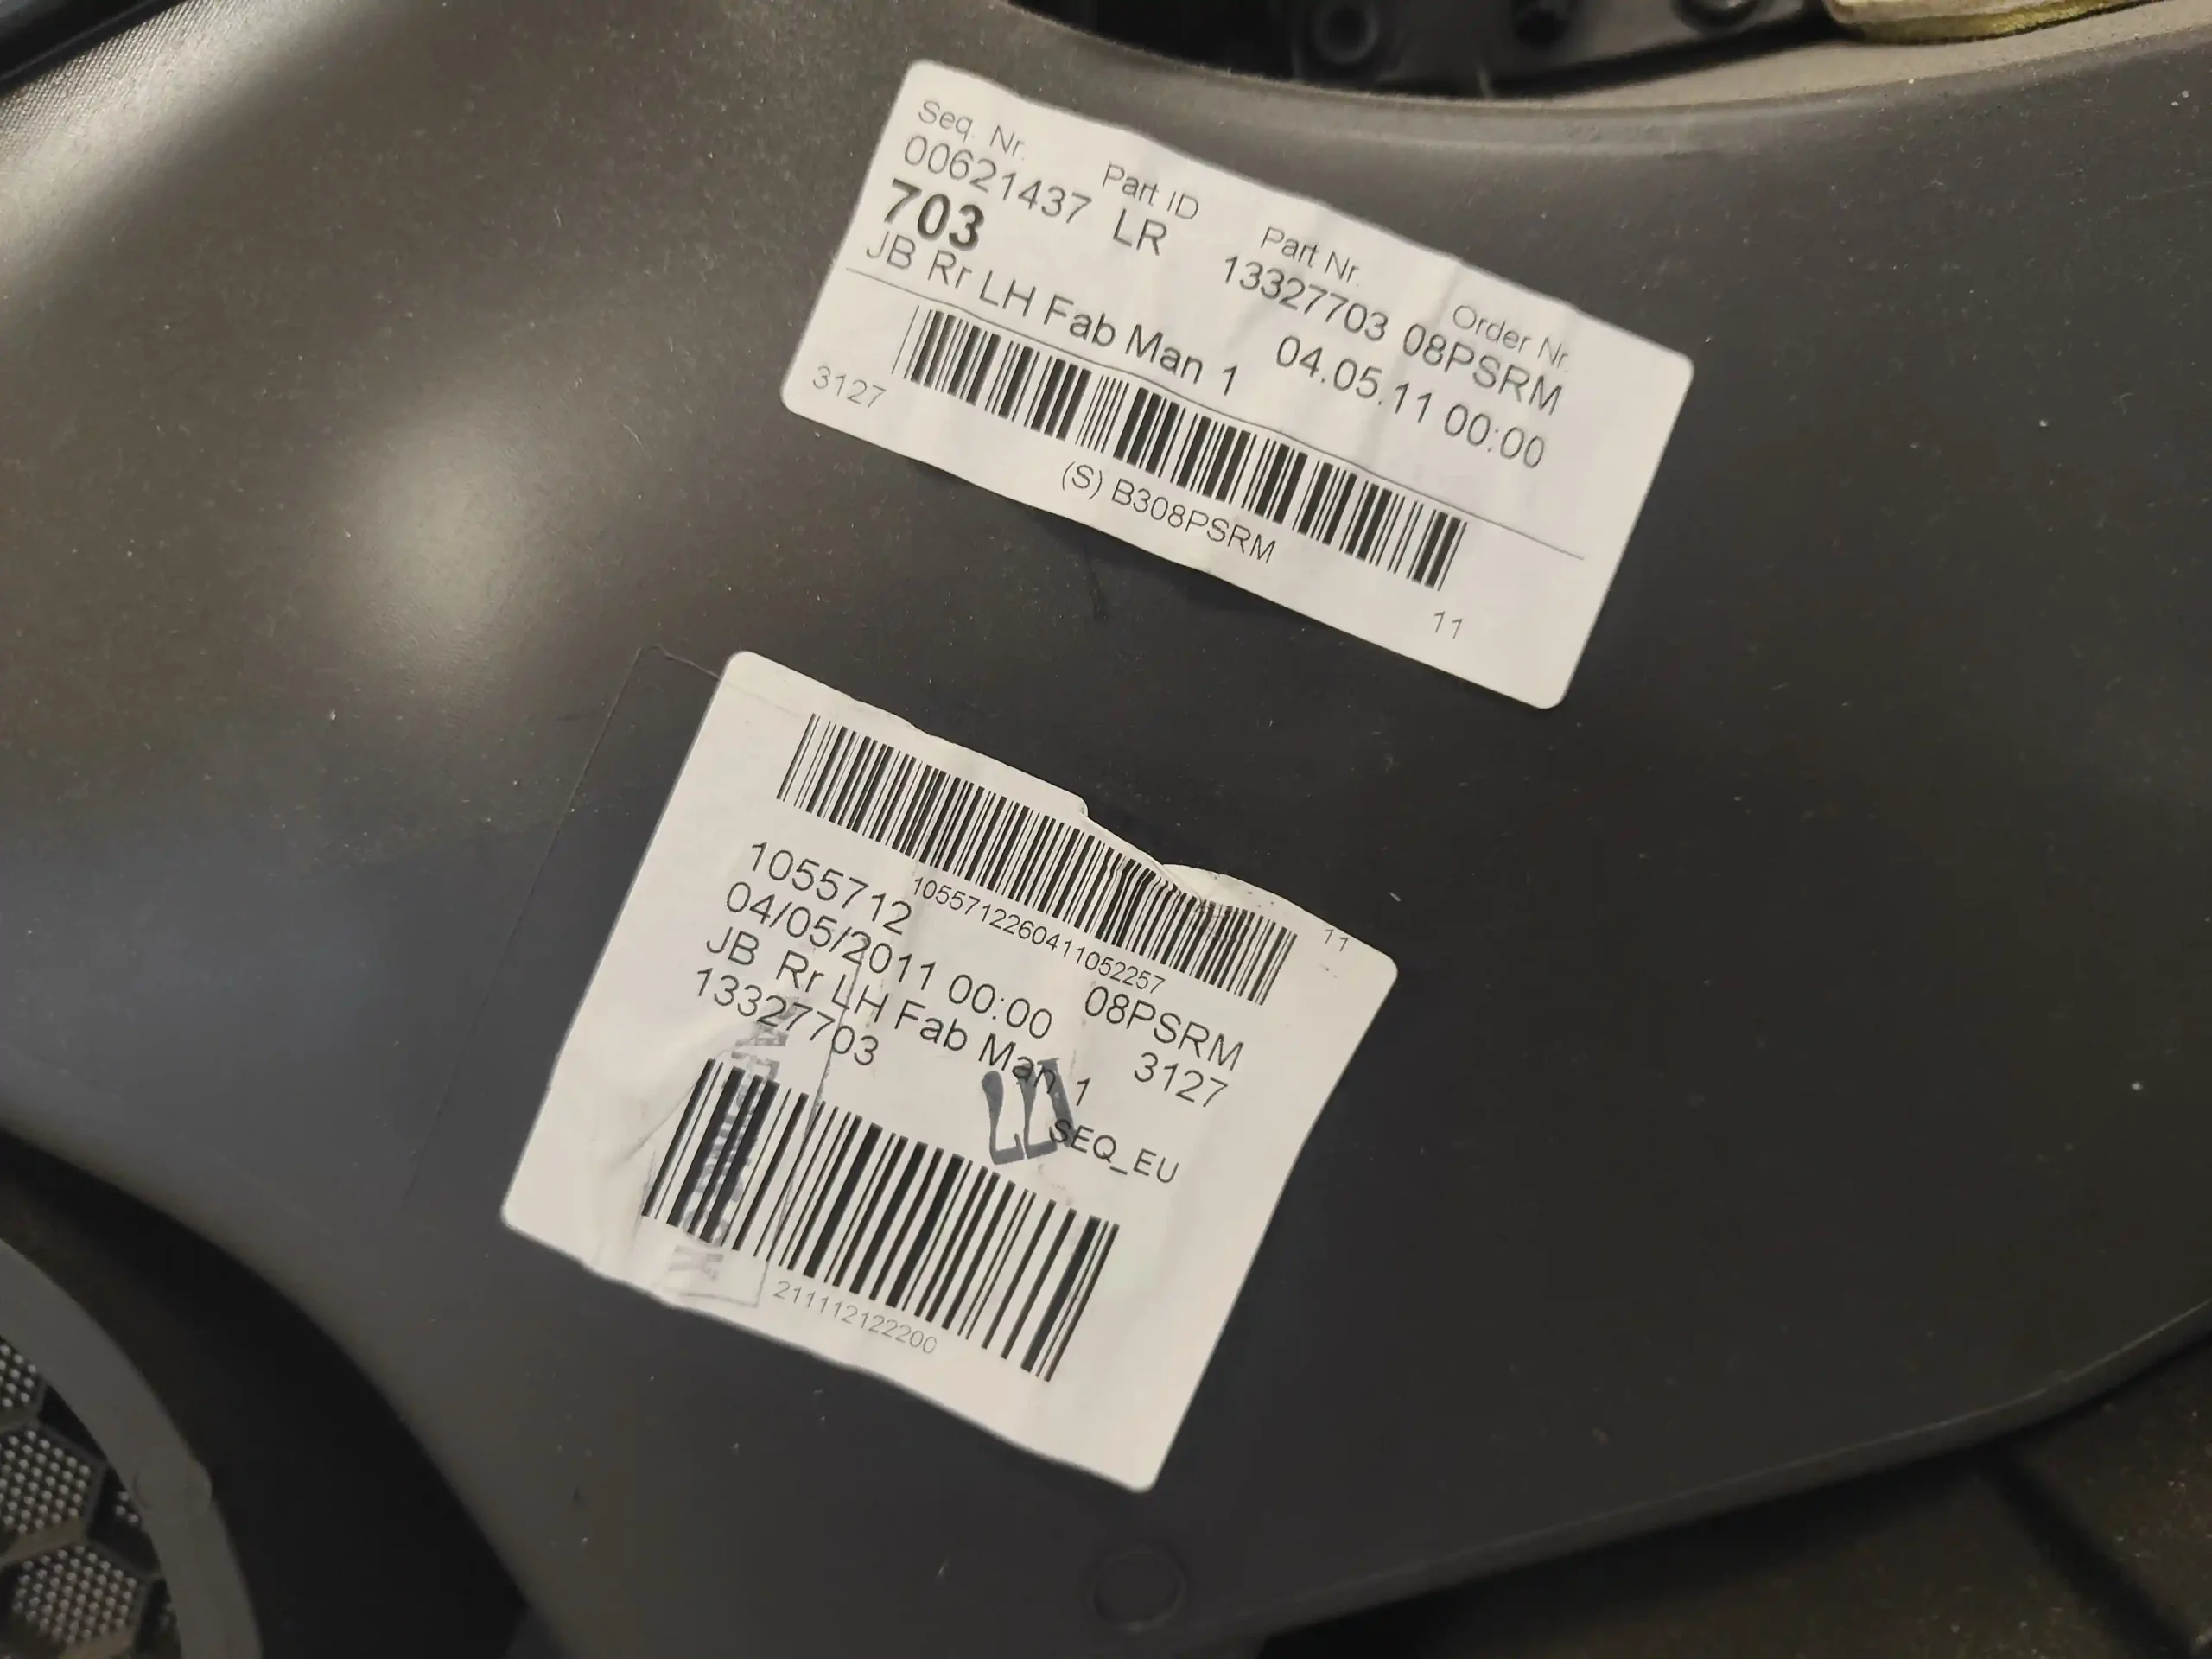 Seq. Nr. Part ID Part Nr. Order Nr.
00621437 LR 13327703 08PSRM
703 04.05.11 00:00
JB Rr LH Fab Man 1
3127
(S) B308PSRM
11
11
1055712260411052257
1055712 08PSRM
04/05/2011 00:00 3127
JB Rr LH Fab Man 1
13327703 SEQ_EU
211112122200